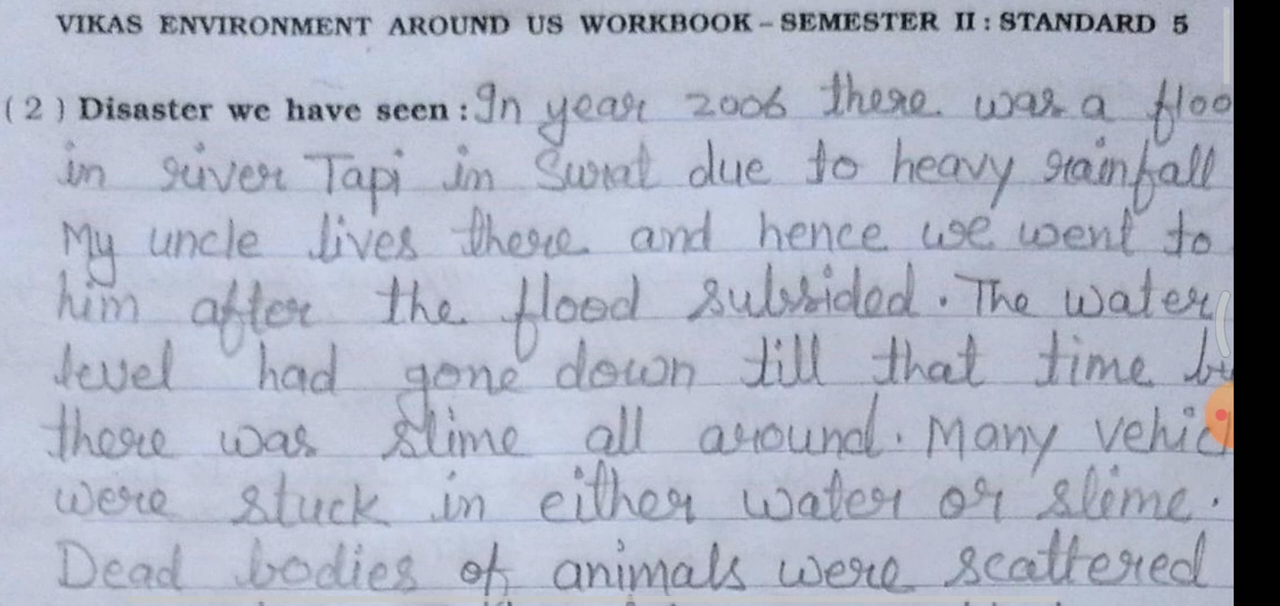 VIKAS ENVIRONMENT AROUND US WORKBOOK – SEMESTER II : STANDARD 5
( 2 ) Disaster we have seen : In year 2006 there was a floo
in river Tapi in Surat due to heavy rainfall
My uncle lives there and hence we went to
him after the flood subsided. The water
level had gone down till that time bu
there was slime all around. Many vehic
were stuck in either water or slime.
Dead bodies of animals were scattered